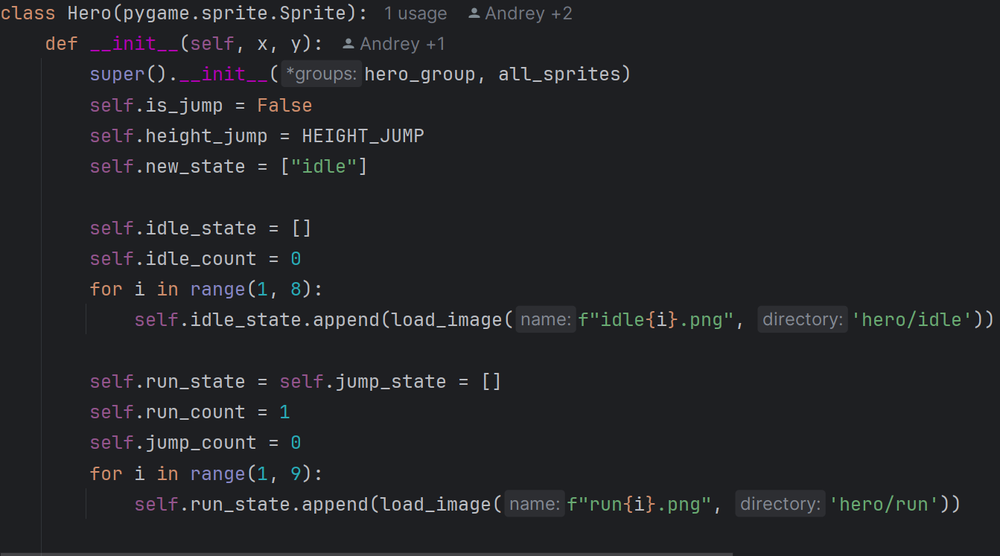 class Hero(pygame.sprite.Sprite): 1 usage Andrey +2
    def __init__(self, x, y): Andrey +1
        super().__init__( *groups: hero_group, all_sprites)
        self.is_jump = False
        self.height_jump = HEIGHT_JUMP
        self.new_state = ["idle"]
        self.idle_state = []
        self.idle_count = 0
        for i in range(1, 8):
            self.idle_state.append(load_image( name: f"idle{i}.png", directory: 'hero/idle'))
        self.run_state = self.jump_state = []
        self.run_count = 1
        self.jump_count = 0
        for i in range(1, 9):
            self.run_state.append(load_image( name: f"run{i}.png", directory: 'hero/run'))